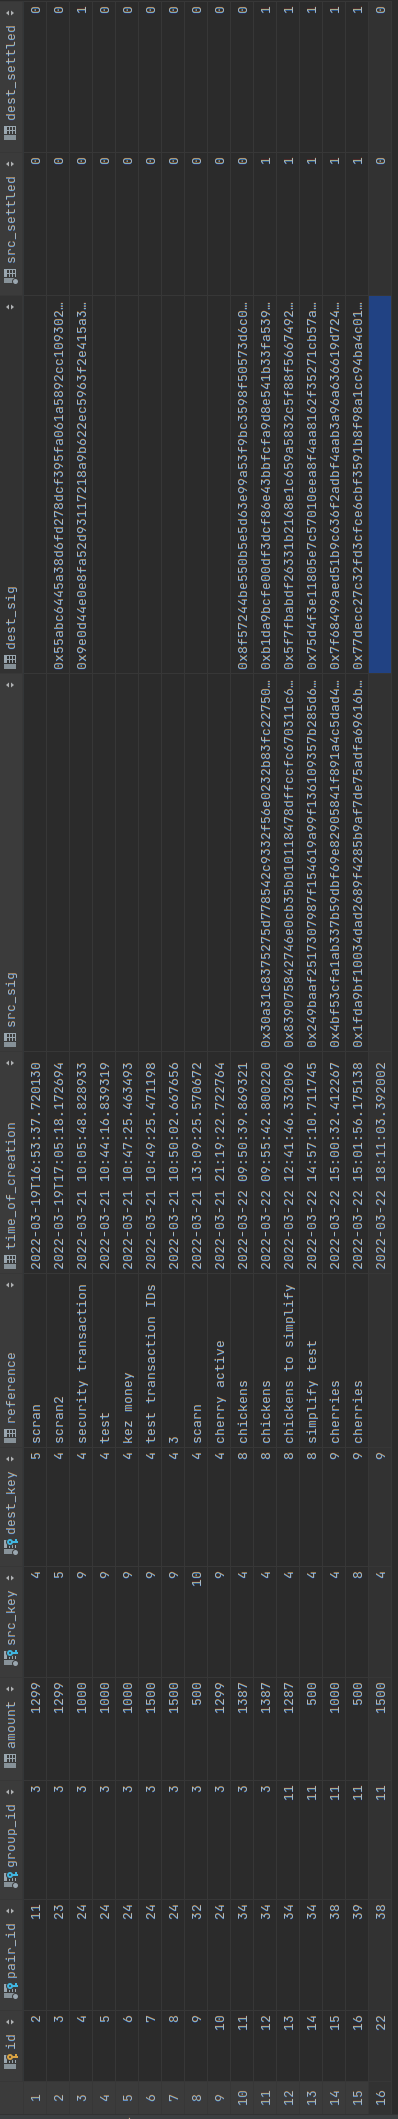 id pair_id group_id amount src_key dest_key reference time_of_creation src_sig dest_sig src_settled dest_settled
1 2 11 3 1299 4 5 scran 2022-03-19T16:53:37.720130 0 0
2 3 23 3 1299 5 4 scran2 2022-03-19T17:05:18.172694 0x55abc6445a38d6fd278dcf395fa061a5892cc109302… 0 0
3 4 24 3 1000 9 4 security transaction 2022-03-21 10:05:48.828933 0x9e0d44e0e8fa52d93117218a9b622ec5963f2e415a3… 0 1
4 5 24 3 1000 9 4 test 2022-03-21 10:44:16.839319 0 0
5 6 24 3 1000 9 4 kez money 2022-03-21 10:47:25.463493 0 0
6 7 24 3 1500 9 4 test transaction IDs 2022-03-21 10:49:25.471198 0 0
7 8 24 3 1500 9 4 3 2022-03-21 10:50:02.667656 0 0
8 9 32 3 500 10 4 scarn 2022-03-21 13:09:25.570672 0 0
9 10 24 3 1299 9 4 cherry active 2022-03-21 21:19:22.722764 0 0
10 11 34 3 1387 4 8 chickens 2022-03-22 09:50:39.869321 0x8f57244be550b5e5d63e99a53f9bc3598f50573d6c0… 0 0
11 12 34 3 1387 4 8 chickens 2022-03-22 09:55:42.800220 0x30a31c8375275d778542c9332f56e0232b83fc22750… 0xb1da9bcfe00df3dcf86e43bbfcfa9d8e541b33fa539… 1 1
12 13 34 11 1287 4 8 chickens to simplify 2022-03-22 12:41:46.332096 0x839075842746e0cb35b010118478dffccfc670311c6… 0x5f7fbabdf26331b2168e1c659a5832c5f88f5667492… 1 1
13 14 34 11 500 4 8 simplify test 2022-03-22 14:57:10.711745 0x249baaf2517307987f154619a99f136109357b285d6… 0x75d4f3e11805e7c57010eea8f4aa8162f35271cb57a… 1 1
14 15 38 11 1000 4 9 cherries 2022-03-22 15:00:32.412267 0x4bf53cfa1ab337b59dbf69e82905841f891a4c5dad4… 0x7f68499aed51b9c636f2adbf4aab3a96a636619d724… 1 1
15 16 39 11 500 8 9 cherries 2022-03-22 15:01:56.175138 0x1fda9bf10034dad2689f4285b9af7de75adfa69616b… 0x77decc27c32fd3cfce6cbf3591b8f98a1cc94ba4c01… 1 1
16 22 38 11 1500 4 9 2022-03-22 18:11:03.392002 0 0